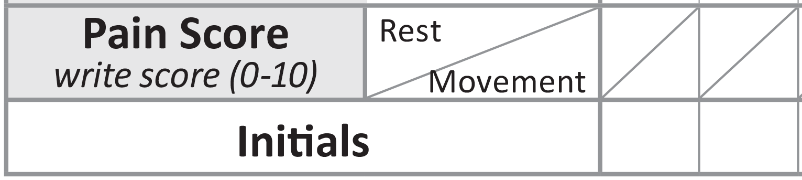 Pain Score
write score (0-10)
Rest
Movement
Initials